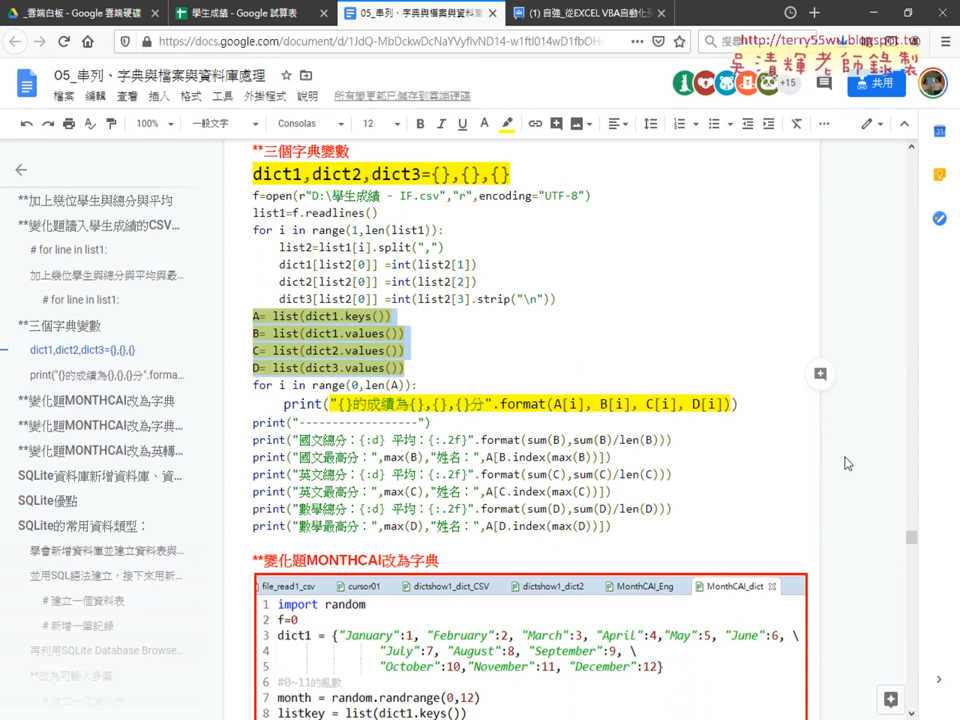 _雲端白板 - Google 雲端硬碟
學生成績 - Google 試算表
05_串列、字典與檔案與資料庫
(1) 自強_從EXCEL VBA自動化
https://docs.google.com/document/d/1JdQ-MbDckwDcNaYVyflvND14-w1ftl014wD1fbOH
搜尋
http://terry55wu.blogspot.tw
吳清輝老師錄製
05_串列、字典與檔案與資料庫處理
檔案 編輯 查看 插入 格式 工具 外掛程式 說明 所有變更都已儲存到雲端硬碟
+15
共用
100% 一般文字 Consolas 12 B I U A
**加上幾位學生與總分與平均
**變化題讀入學生成績的CSV...
# for line in list1:
加上幾位學生與總分與平均與最...
# for line in list1:
**三個字典變數
dict1,dict2,dict3={},{},{}
print("{}的成績為{},{},{}分".forma...
**變化題MONTHCAI改為字典
**變化題MONTHCAI改為字典...
**變化題MONTHCAI改為英轉...
SQLite資料庫新增資料庫、資...
SQLite優點
SQLite的常用資料類型：
學會新增資料庫並建立資料表與...
並用SQL語法建立，接下來用新...
# 建立一個資料表
# 新增一筆記錄
再利用SQLite Database Browse...
**改為可輸入多筆
# 建立一個資料表
**三個字典變數
dict1,dict2,dict3={},{},{}
f=open(r"D:\學生成績 - IF.csv","r",encoding="UTF-8")
list1=f.readlines()
for i in range(1,len(list1)):
    list2=list1[i].split(",")
    dict1[list2[0]] =int(list2[1])
    dict2[list2[0]] =int(list2[2])
    dict3[list2[0]] =int(list2[3].strip("\n"))
A= list(dict1.keys())
B= list(dict1.values())
C= list(dict2.values())
D= list(dict3.values())
for i in range(0,len(A)):
    print("{}的成績為{},{},{}分".format(A[i], B[i], C[i], D[i]))
print("------------------")
print("國文總分：{:d} 平均：{:.2f}".format(sum(B),sum(B)/len(B)))
print("國文最高分：",max(B),"姓名：",A[B.index(max(B))])
print("英文總分：{:d} 平均：{:.2f}".format(sum(C),sum(C)/len(C)))
print("英文最高分：",max(C),"姓名：",A[C.index(max(C))])
print("數學總分：{:d} 平均：{:.2f}".format(sum(D),sum(D)/len(D)))
print("數學最高分：",max(D),"姓名：",A[D.index(max(D))])
**變化題MONTHCAI改為字典
file_read1_csv cursor01 dictshow1_dict_CSV dictshow1_dict2 MonthCAI_Eng MonthCAI_dict
1 import random
2 f=0
3 dict1 = {"January":1, "February":2, "March":3, "April":4,"May":5, "June":6, \
4 "July":7, "August":8, "September":9, \
5 "October":10,"November":11, "December":12}
6 #0~11的亂數
7 month = random.randrange(0,12)
8 listkey = list(dict1.keys())